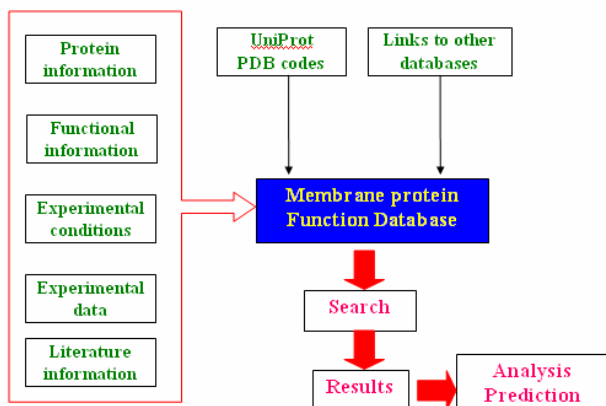 Protein
information
Functional
information
Experimental
conditions
Experimental
data
Literature
information
UniProt
PDB codes
Links to other
databases
Membrane protein
Function Database
Search
Results
Analysis
Prediction